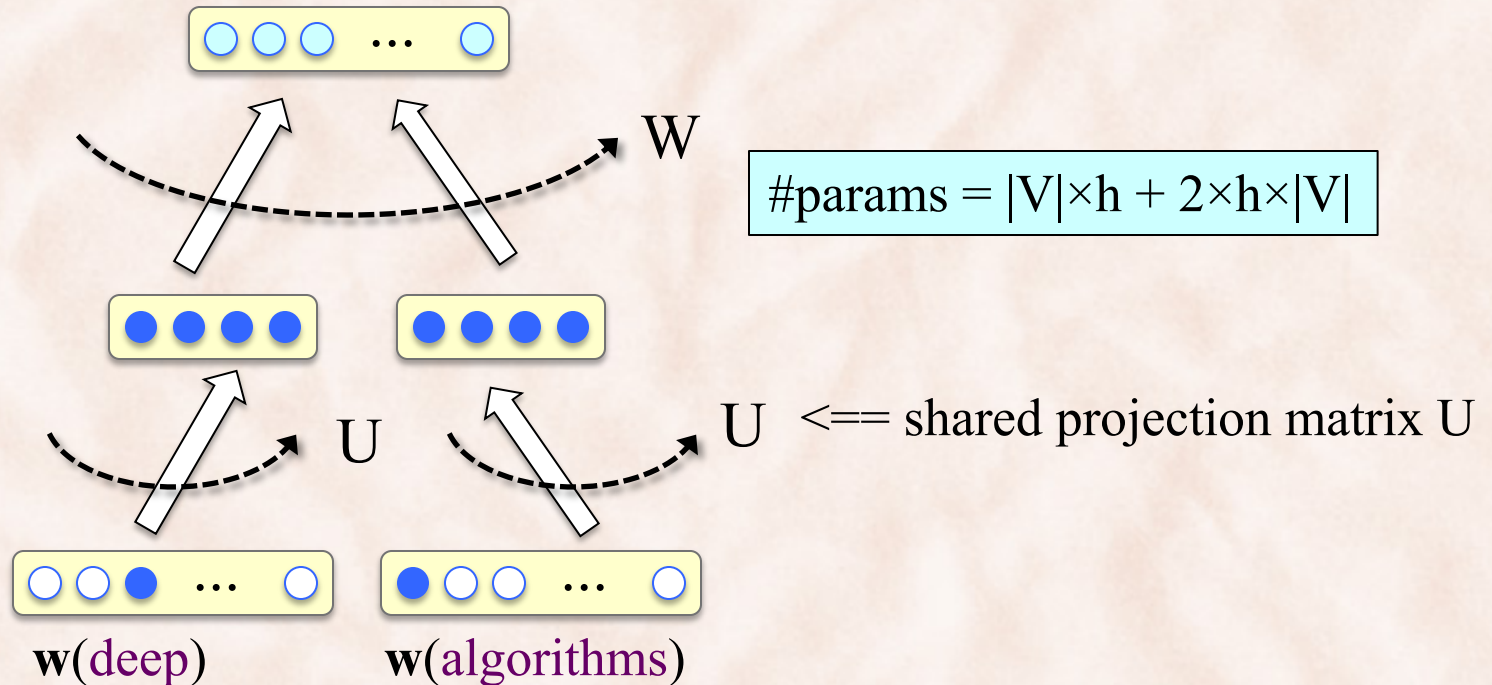 ...
W
#params = |V|×h + 2×h×|V|
U
U <== shared projection matrix U
... ...
w(deep) w(algorithms)